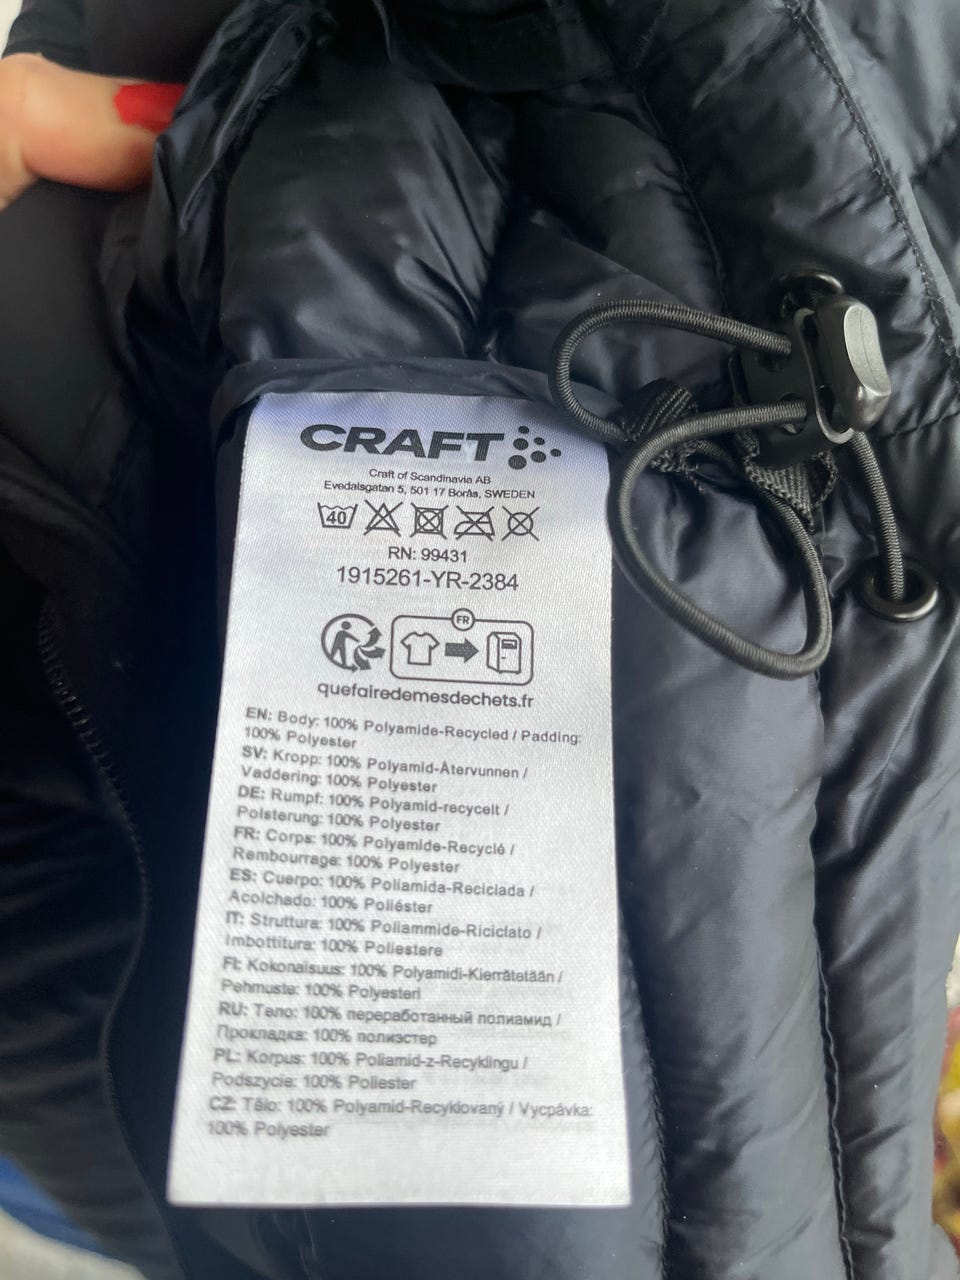 CRAFT
Craft of Scandinavia AB
Evedalsgatan 5, 501 17 Borås, SWEDEN
40
RN: 99431
1915261-YR-2384
FR
quefairedemesdechets.fr
EN: Body: 100% Polyamide-Recycled / Padding:
100% Polyester
SV: Kropp: 100% Polyamid-Återvunnen /
Vaddering: 100% Polyester
DE: Rumpf: 100% Polyamid-recycelt /
Polsterung: 100% Polyester
FR: Corps: 100% Polyamide-Recyclé /
Rembourrage: 100% Polyester
ES: Cuerpo: 100% Poliamida-Reciclada /
Acolchado: 100% Poliéster
IT: Struttura: 100% Poliammide-Riciclato /
Imbottitura: 100% Poliestere
FI: Kokonaisuus: 100% Polyamidi-Kierrätetään /
Pehmuste: 100% Polyesteri
RU: Тело: 100% переработанный полиамид /
Прокладка: 100% полиэстер
PL: Korpus: 100% Poliamid-z-Recyklingu /
Podszycie: 100% Poliester
CZ: Tělo: 100% Polyamid-Recyklovaný / Vycpávka:
100% Polyester